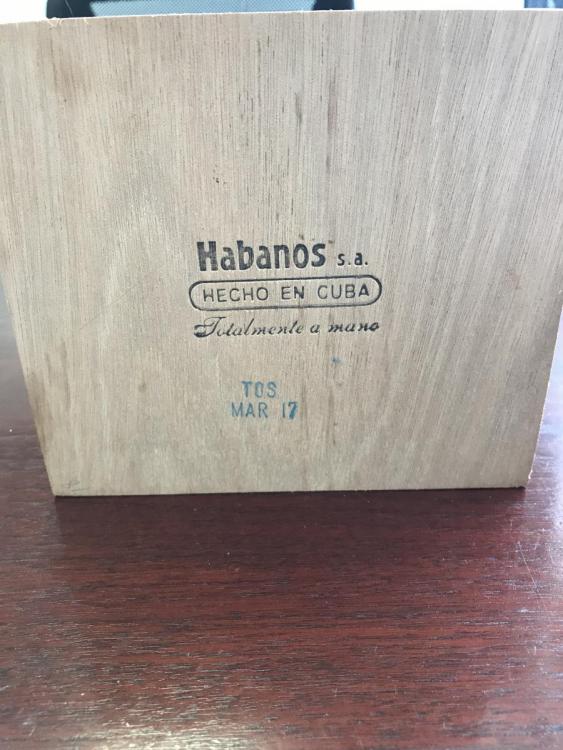 Habanos s.a.
HECHO EN CUBA
Totalmente a mano
TOS
MAR 17